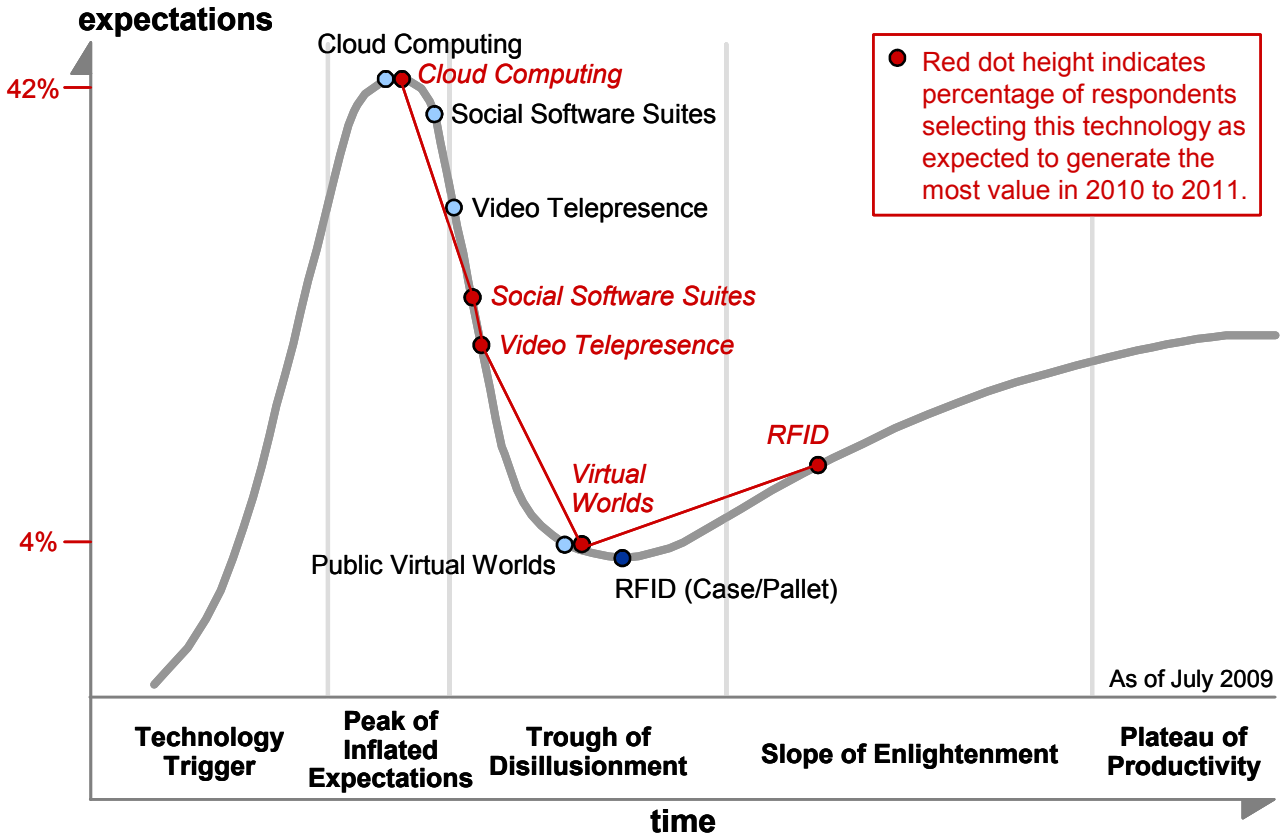 expectations
Cloud Computing
Cloud Computing
42%
Social Software Suites
Red dot height indicates
percentage of respondents
selecting this technology as
expected to generate the
most value in 2010 to 2011.
Video Telepresence
Social Software Suites
Video Telepresence
RFID
Virtual
Worlds
4%
Public Virtual Worlds
RFID (Case/Pallet)
As of July 2009
Technology
Trigger
Peak of
Inflated
Expectations
Trough of
Disillusionment
Slope of Enlightenment
Plateau of
Productivity
time